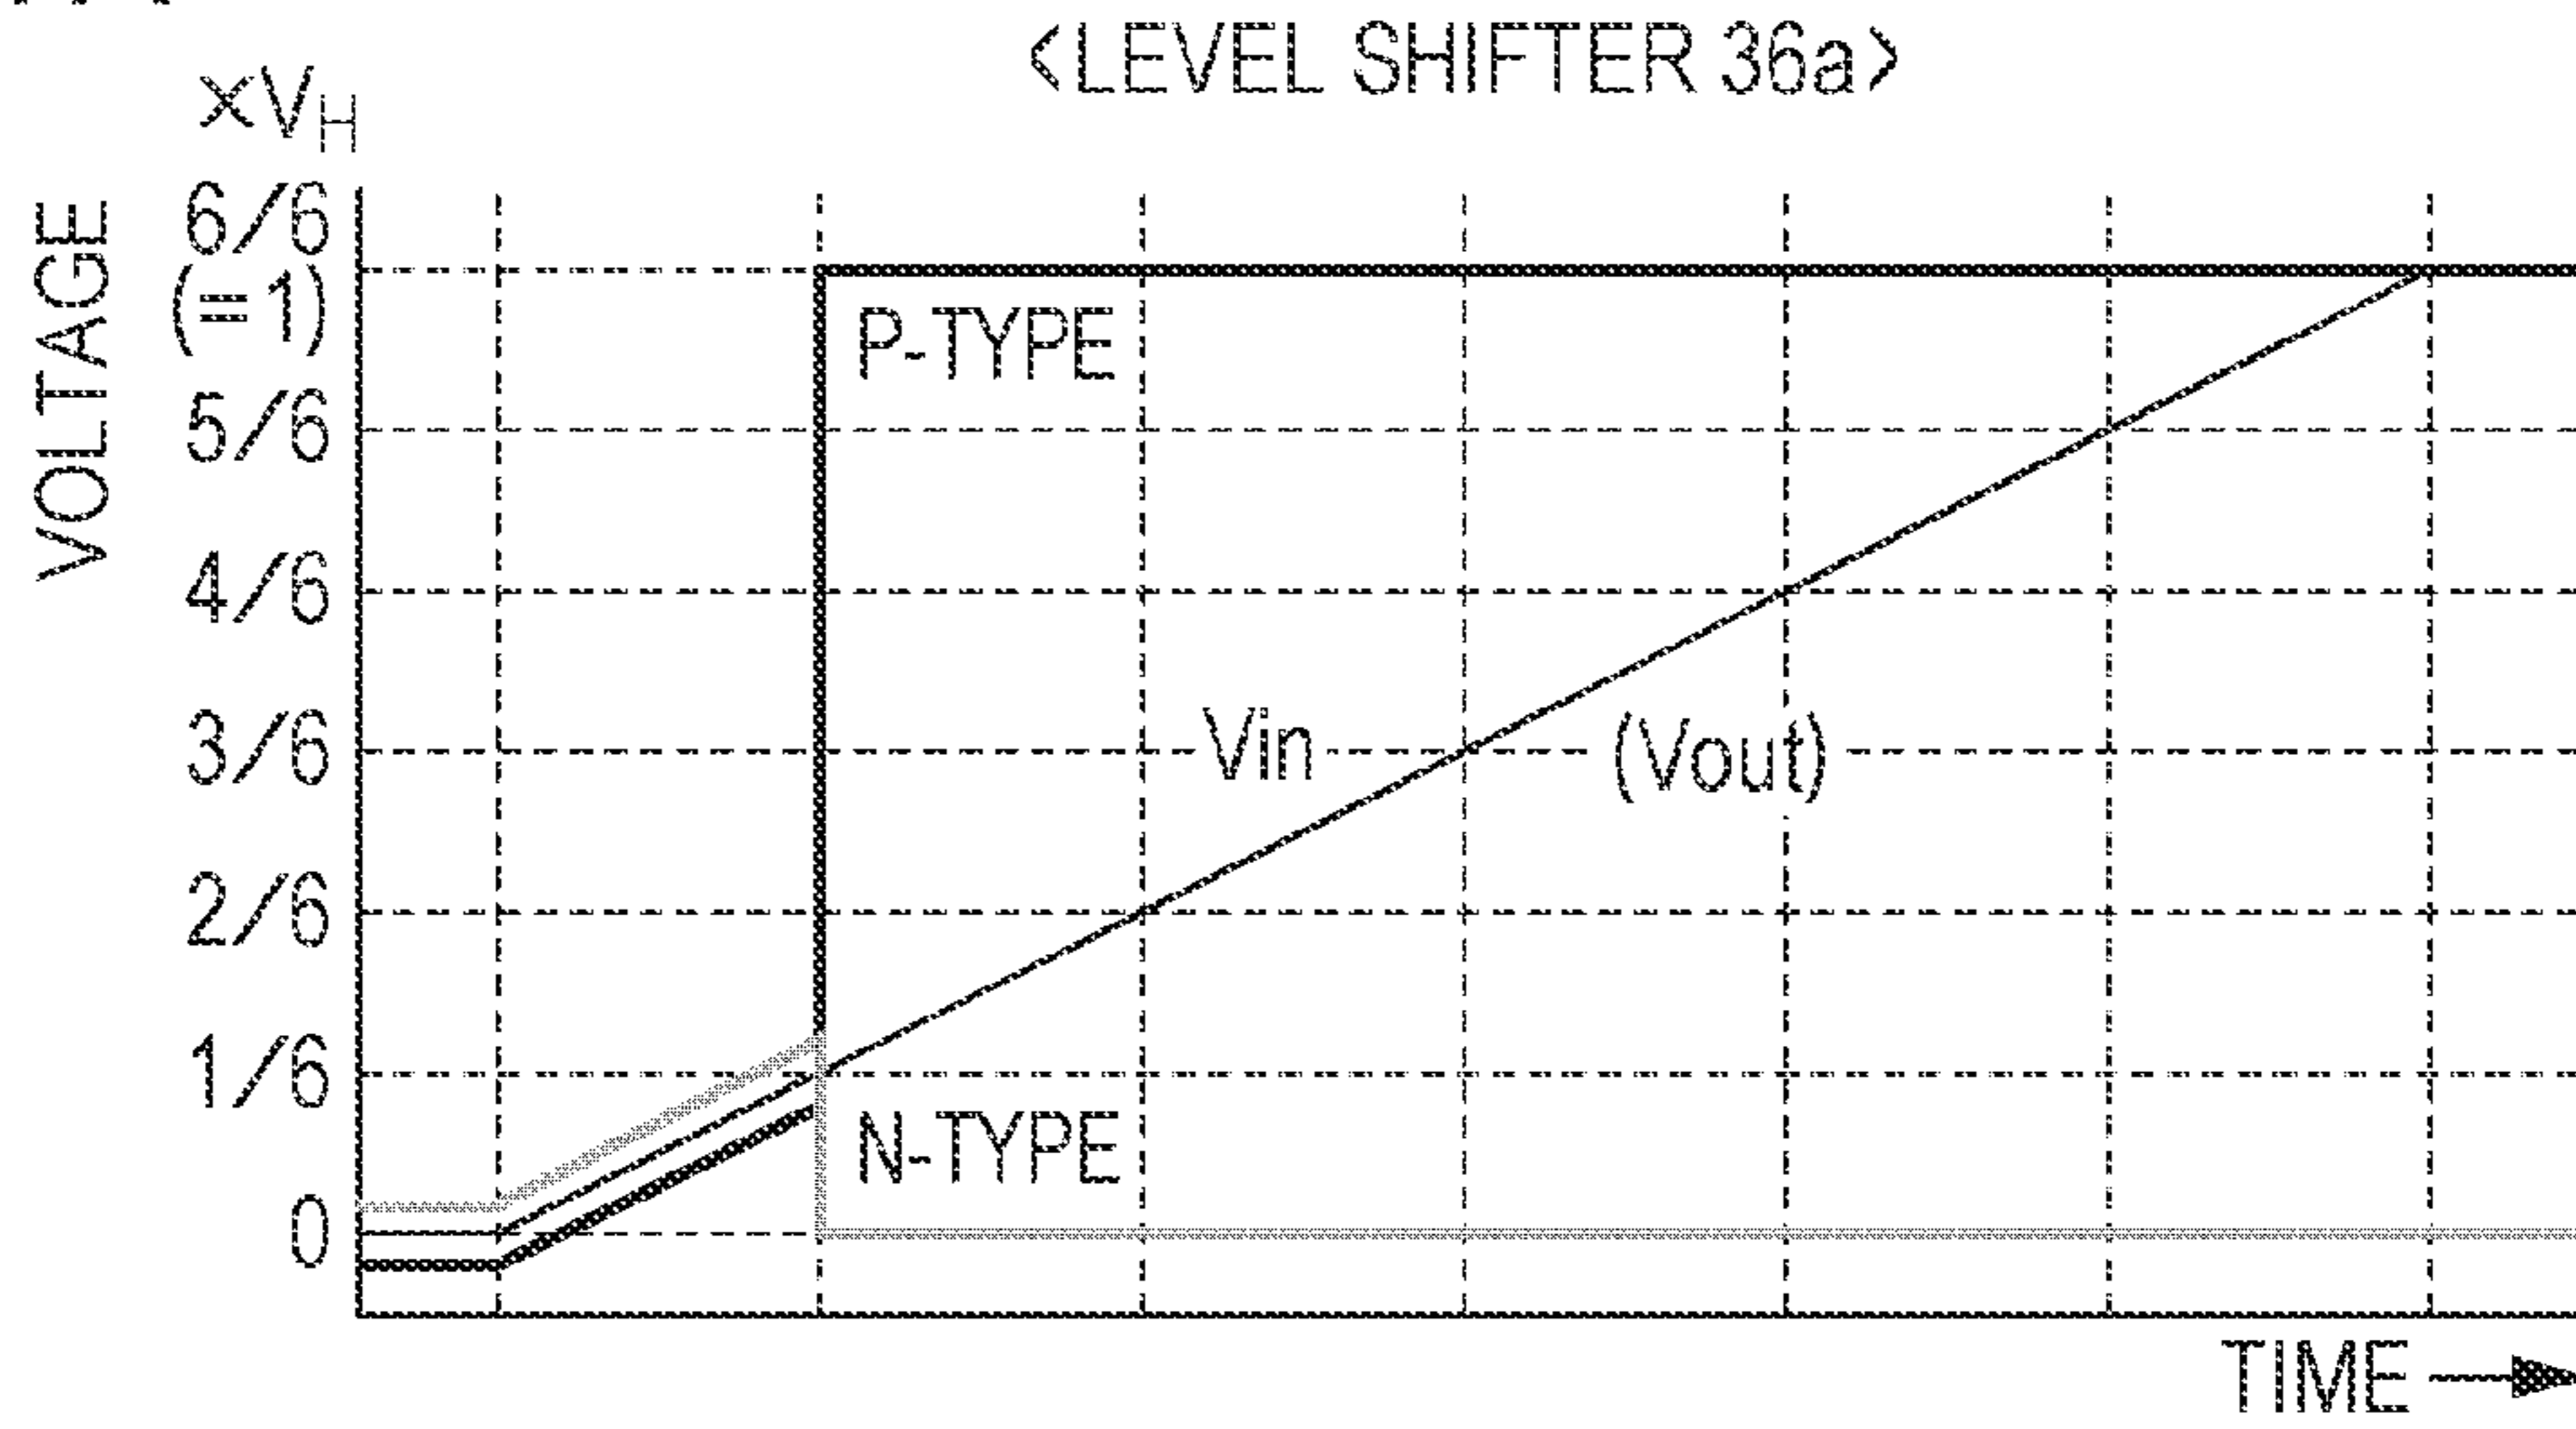 <LEVEL SHIFTER 36a>
×VH
VOLTAGE
6/6
(=1)
P-TYPE
5/6
4/6
3/6
Vin
(Vout)
2/6
1/6
N-TYPE
0
TIME